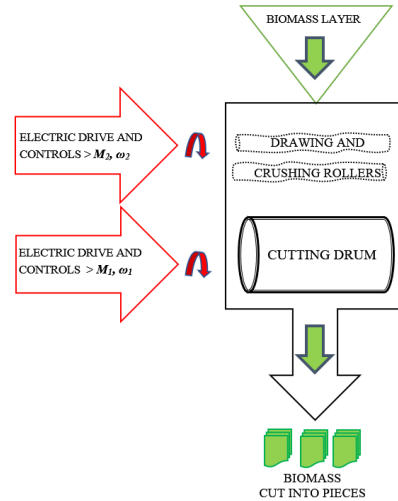 BIOMASS LAYER
ELECTRIC DRIVE AND
CONTROLS > M₂, ω₂
DRAWING AND
CRUSHING ROLLERS
ELECTRIC DRIVE AND
CONTROLS > M₁, ω₁
CUTTING DRUM
BIOMASS
CUT INTO PIECES